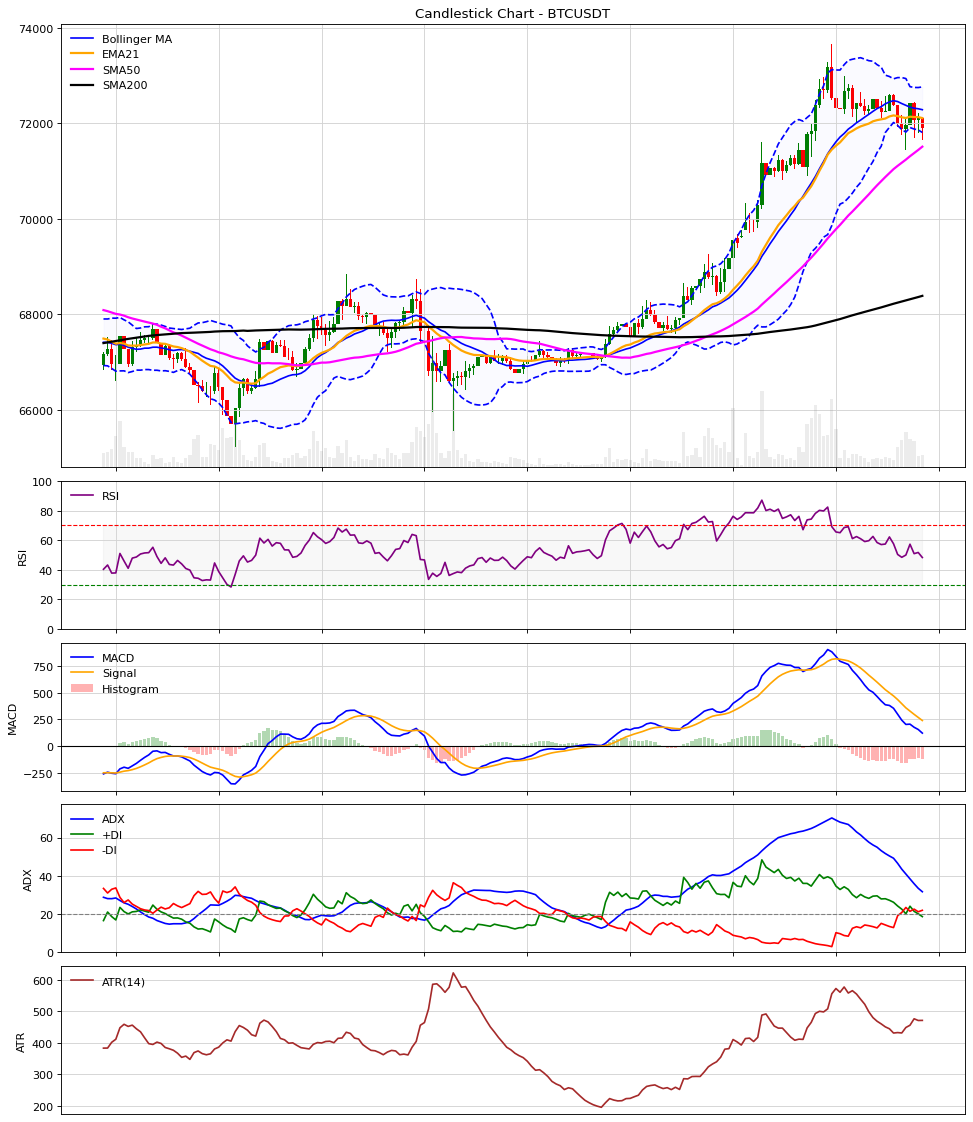 Candlestick Chart - BTCUSDT
74000
72000
70000
68000
66000
Bollinger MA
EMA21
SMA50
SMA200
100
80
60
40
20
0
RSI
RSI
750
500
250
0
−250
MACD
MACD
Signal
Histogram
60
40
20
0
ADX
ADX
+DI
-DI
600
500
400
300
200
ATR
ATR(14)